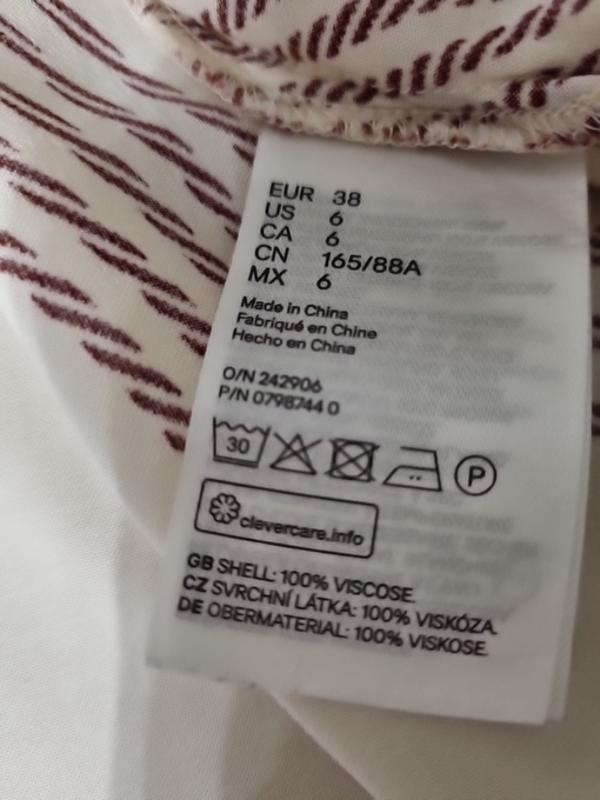 EUR 38
US 6
CA 6
CN 165/88A
MX 6
Made in China
Fabriqué en Chine
Hecho en China
O/N 242906
P/N 0798744 0
30
P
clevercare.info
GB SHELL: 100% VISCOSE.
CZ SVRCHNÍ LÁTKA: 100% VISKÓZA.
DE OBERMATERIAL: 100% VISKOSE.